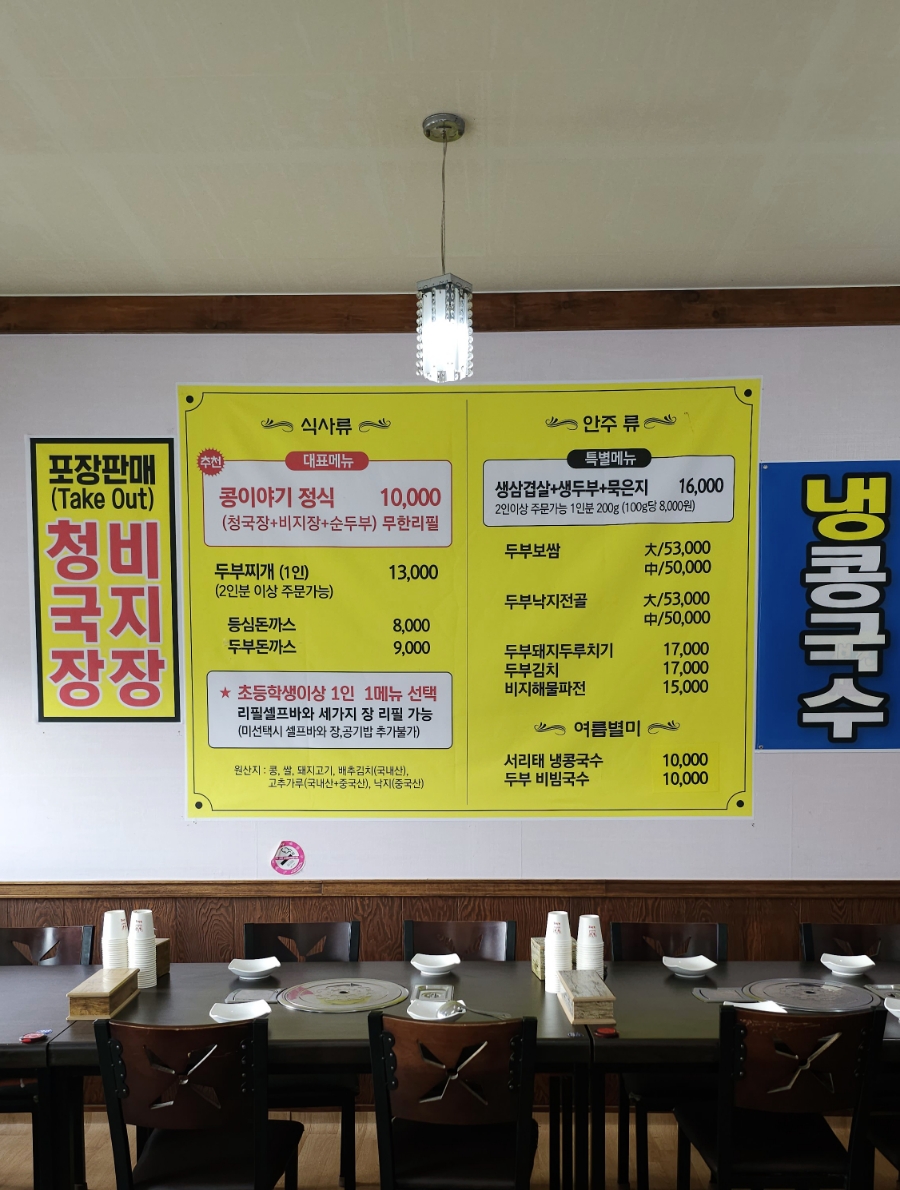 포장판매
(Take Out)
청국장
비지장
식사류
추천
대표메뉴
콩이야기 정식 10,000
(청국장+비지장+순두부) 무한리필
두부찌개 (1인) 13,000
(2인분 이상 주문가능)
등심돈까스 8,000
두부돈까스 9,000
★ 초등학생이상 1인 1메뉴 선택
리필셀프바와 세가지 장 리필 가능
(미선택시 셀프바와 장,공기밥 추가불가)
원산지 : 콩, 쌀, 돼지고기, 배추김치(국내산),
고추가루(국내산+중국산), 낙지(중국산)
안주 류
특별메뉴
생삼겹살+생두부+묵은지 16,000
2인이상 주문가능 1인분 200g (100g당 8,000원)
두부보쌈 大/53,000
中/50,000
두부낙지전골 大/53,000
中/50,000
두부돼지두루치기 17,000
두부김치 17,000
비지해물파전 15,000
여름별미
서리태 냉콩국수 10,000
두부 비빔국수 10,000
냉콩국수